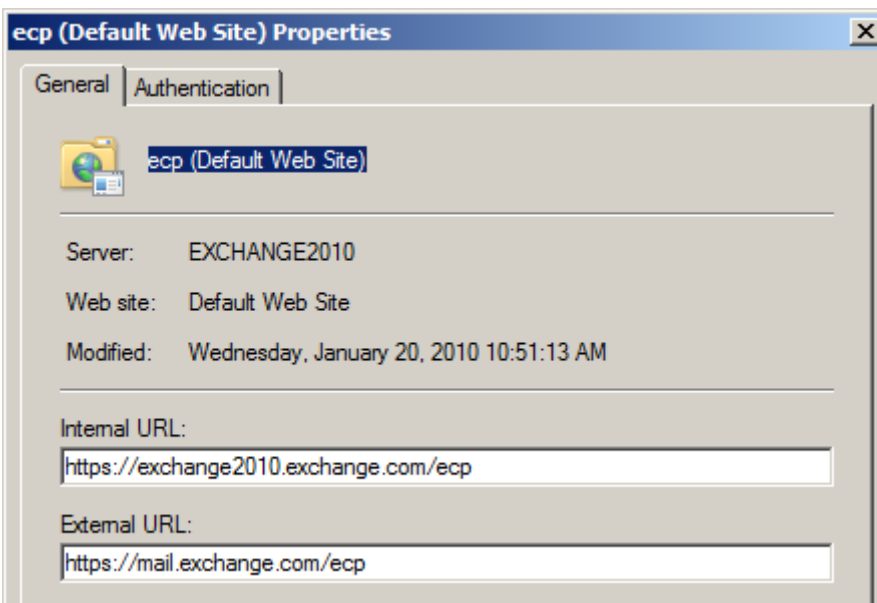 ecp (Default Web Site) Properties
General Authentication
ecp (Default Web Site)
Server: EXCHANGE2010
Web site: Default Web Site
Modified: Wednesday, January 20, 2010 10:51:13 AM
Internal URL:
https://exchange2010.exchange.com/ecp
External URL:
https://mail.exchange.com/ecp